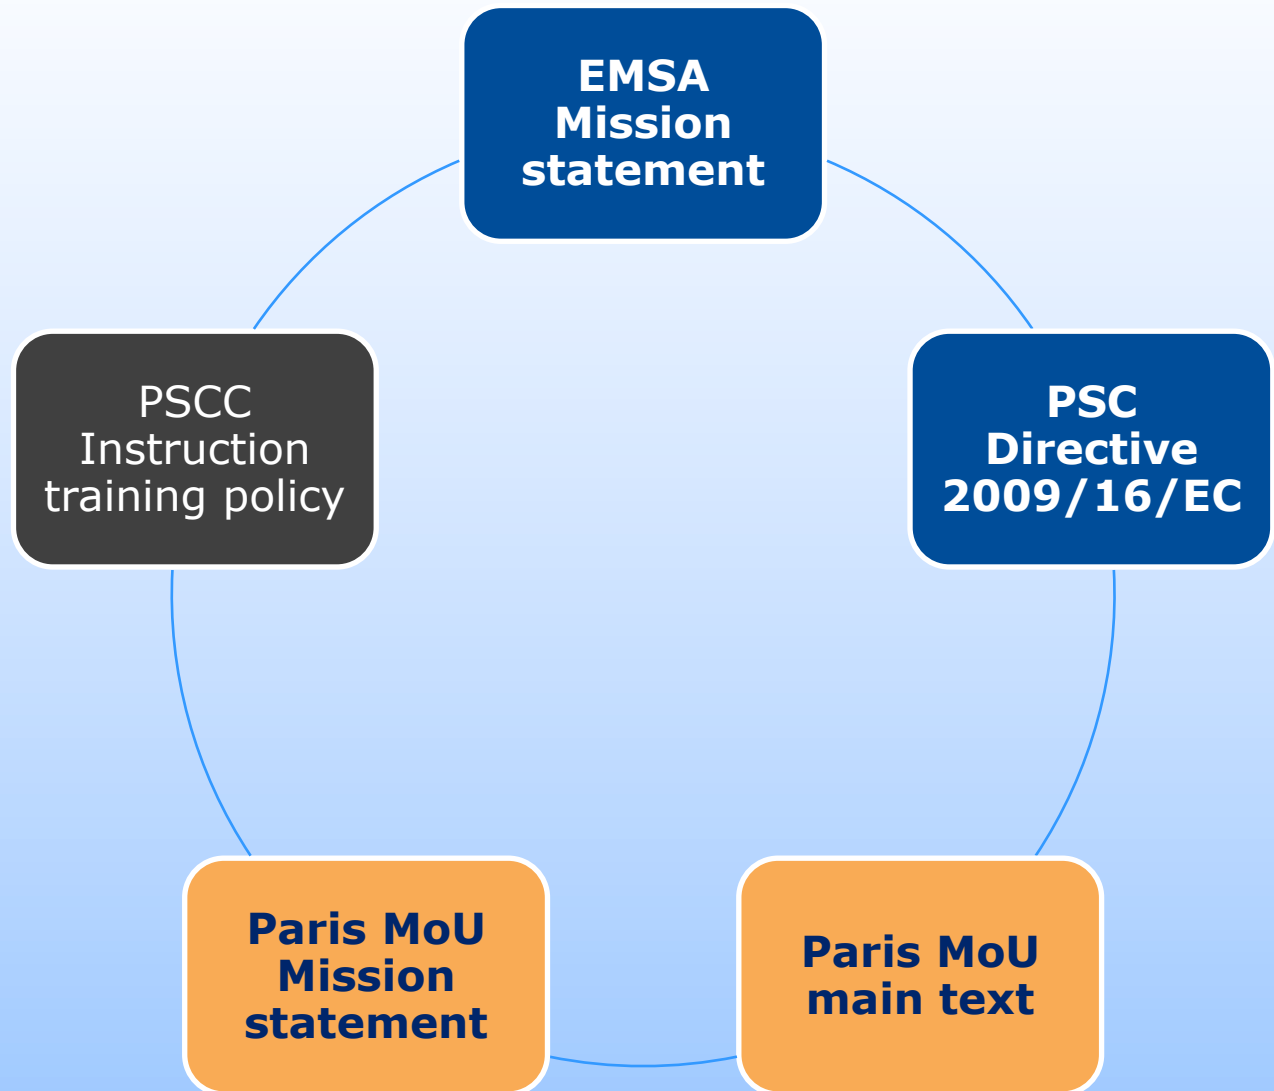 EMSA
Mission
statement
PSCC
Instruction
training policy
PSC
Directive
2009/16/EC
Paris MoU
Mission
statement
Paris MoU
main text